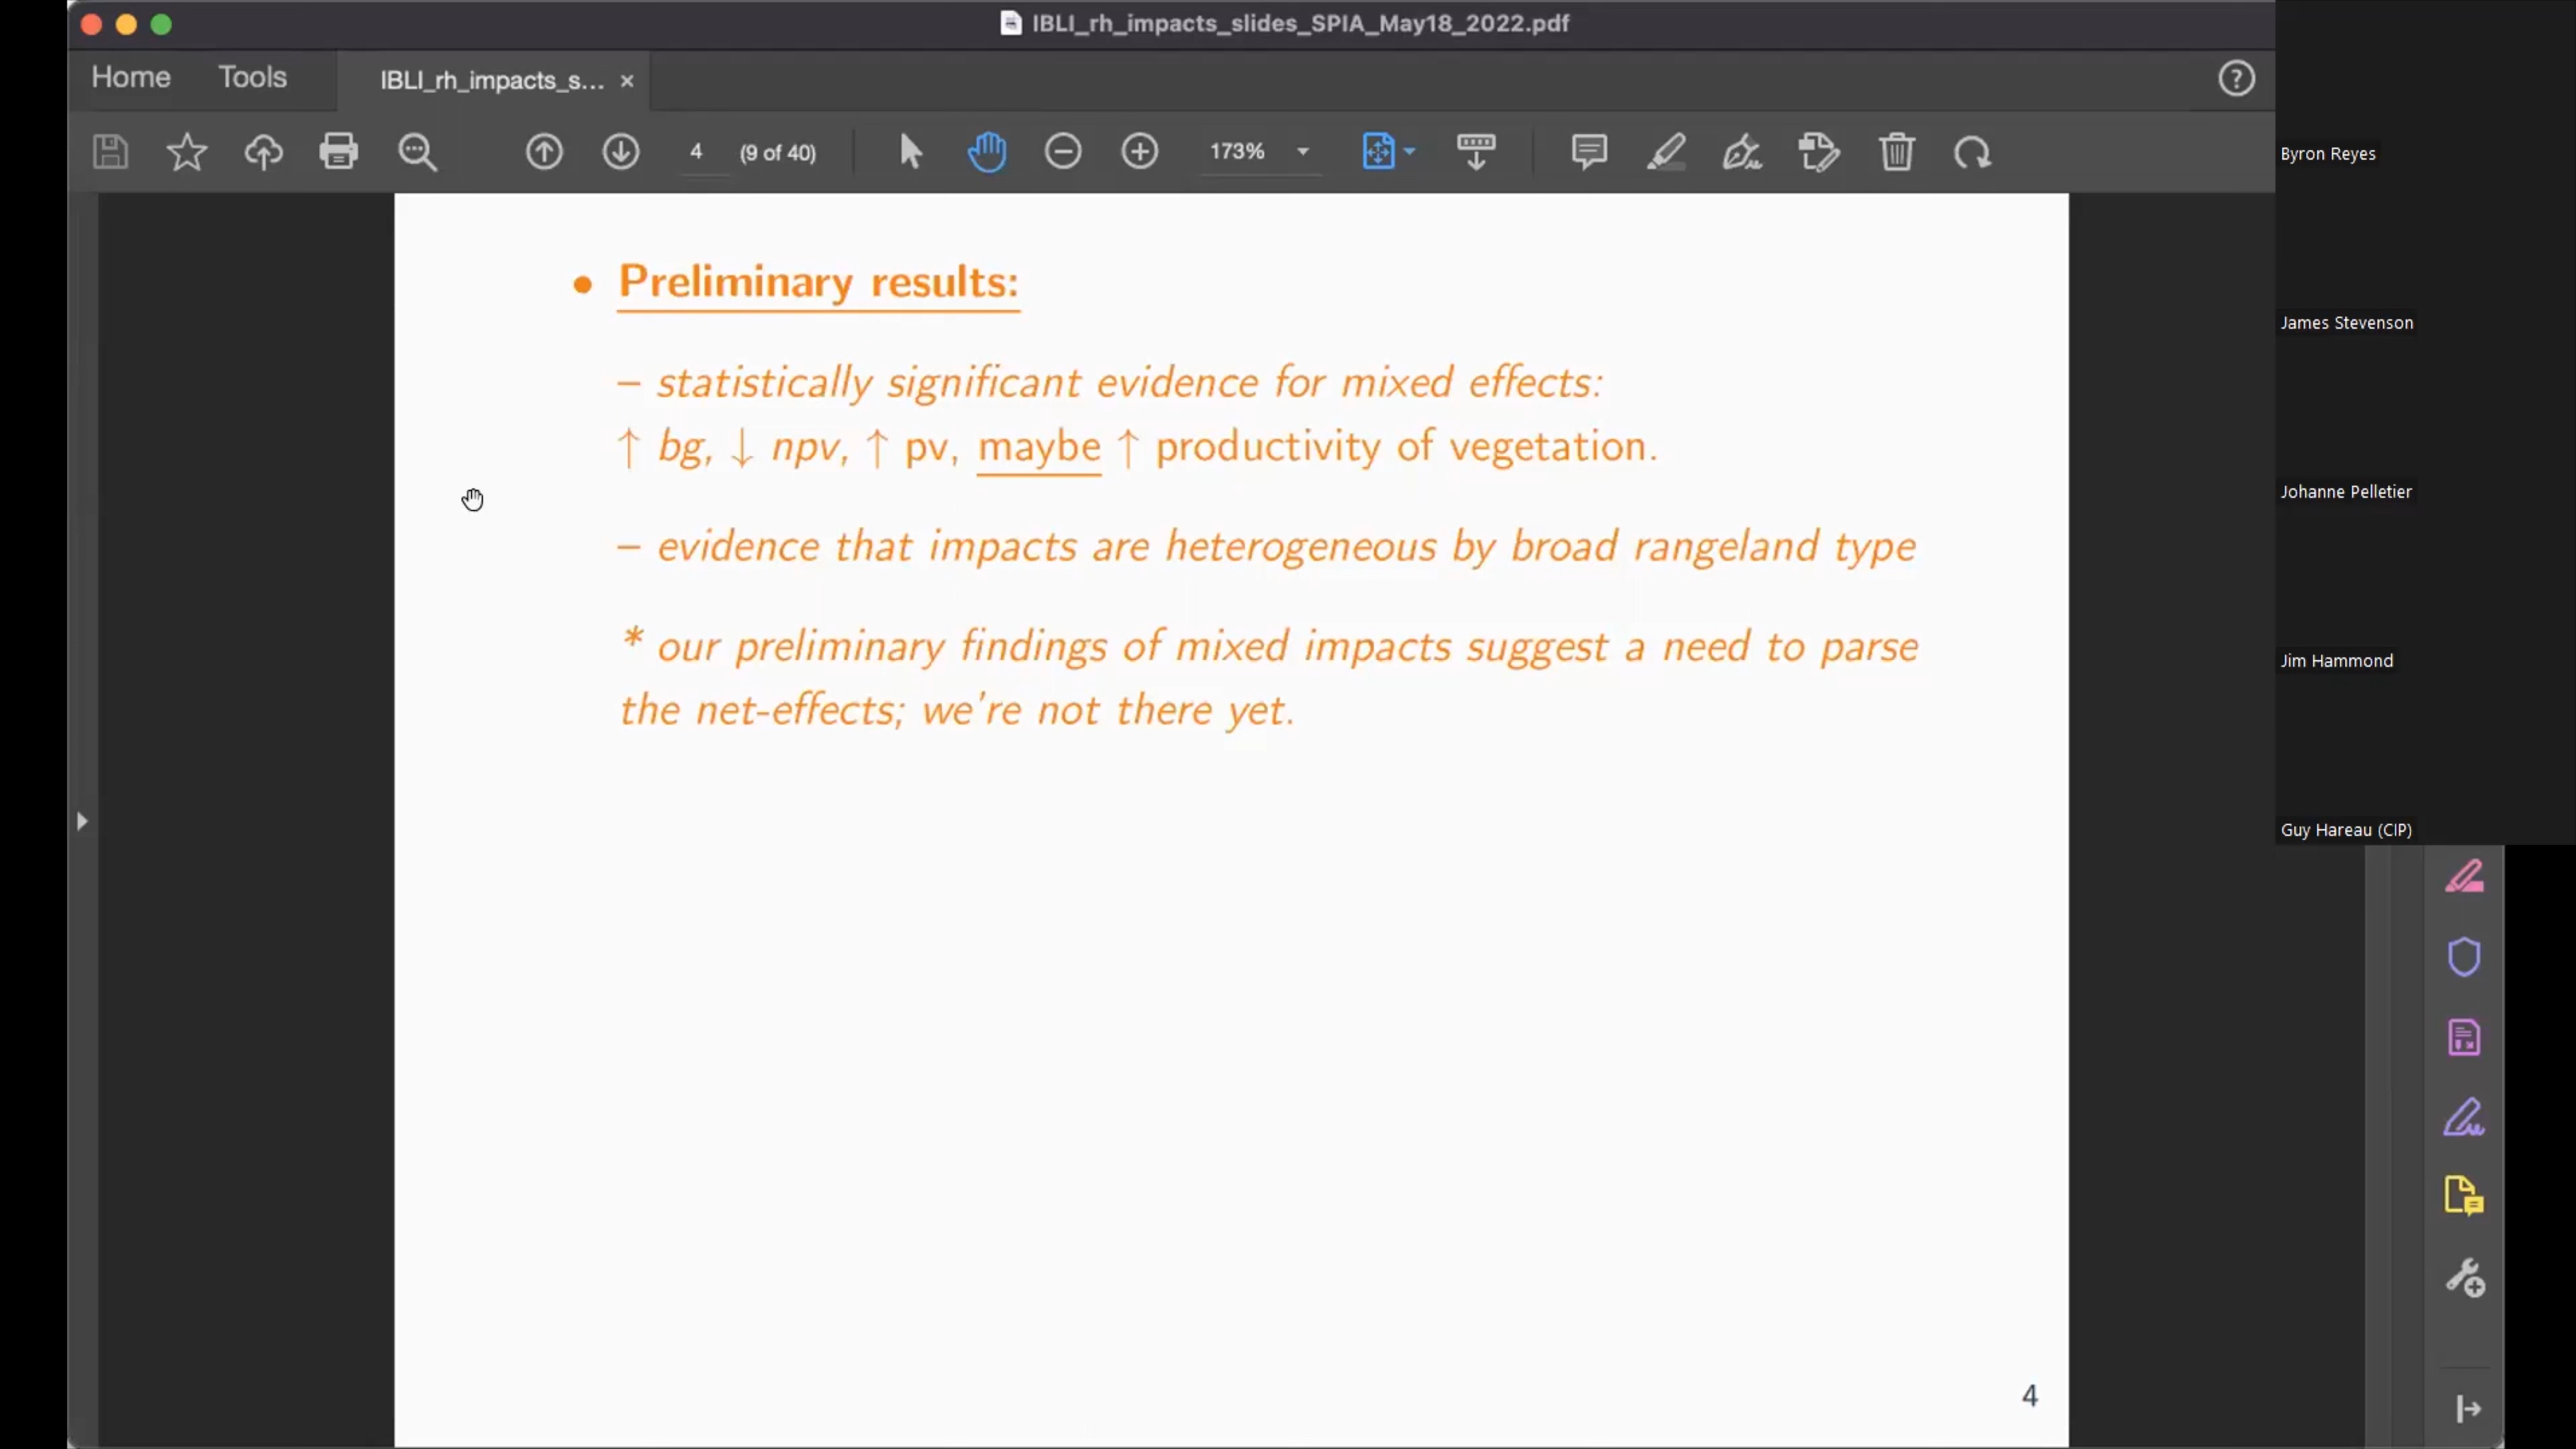 IBLI_rh_impacts_slides_SPIA_May18_2022.pdf
Home Tools IBLI_rh_impacts_s... ×
4 (9 of 40) 173%
• Preliminary results:
– statistically significant evidence for mixed effects:
↑ bg, ↓ npv, ↑ pv, maybe ↑ productivity of vegetation.
– evidence that impacts are heterogeneous by broad rangeland type
* our preliminary findings of mixed impacts suggest a need to parse
the net-effects; we're not there yet.
4
Byron Reyes
James Stevenson
Johanne Pelletier
Jim Hammond
Guy Hareau (CIP)